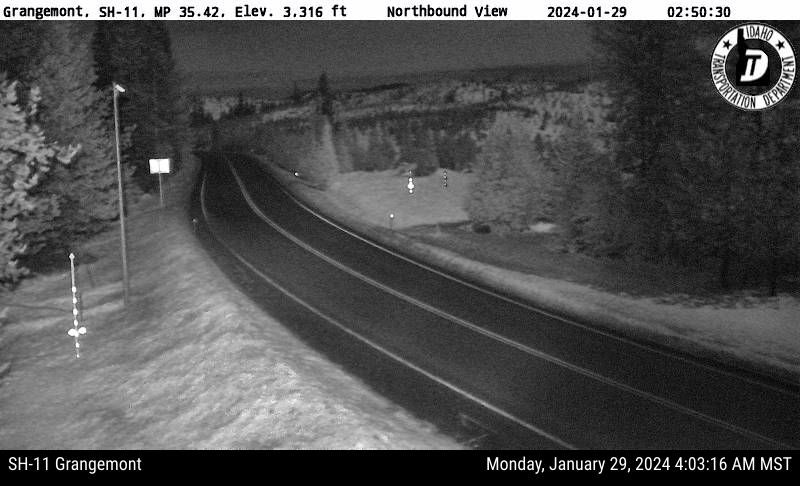 Grangemont, SH-11, MP 35.42, Elev. 3,316 ft Northbound View 2024-01-29 02:50:30
IDAHO
TRANSPORTATION DEPARTMENT
SH-11 Grangemont Monday, January 29, 2024 4:03:16 AM MST